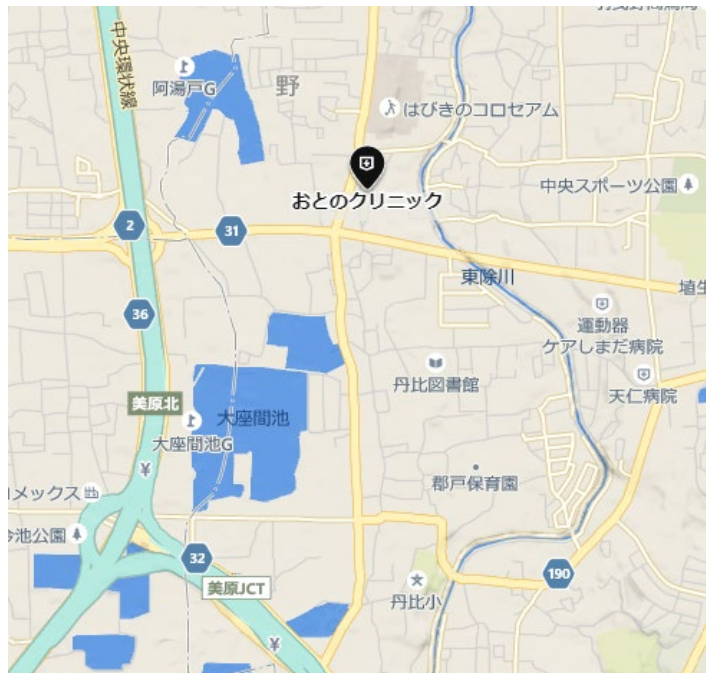 中央環状線
阿湯戸G
野
はびきのコロセアム
おとのクリニック
中央スポーツ公園
2
31
東除川
埴生
36
運動器
ケアしまだ病院
丹比図書館
天仁病院
美原北
大座間池
大座間池G
郡戸保育園
メックス
今池公園
32
190
美原JCT
丹比小